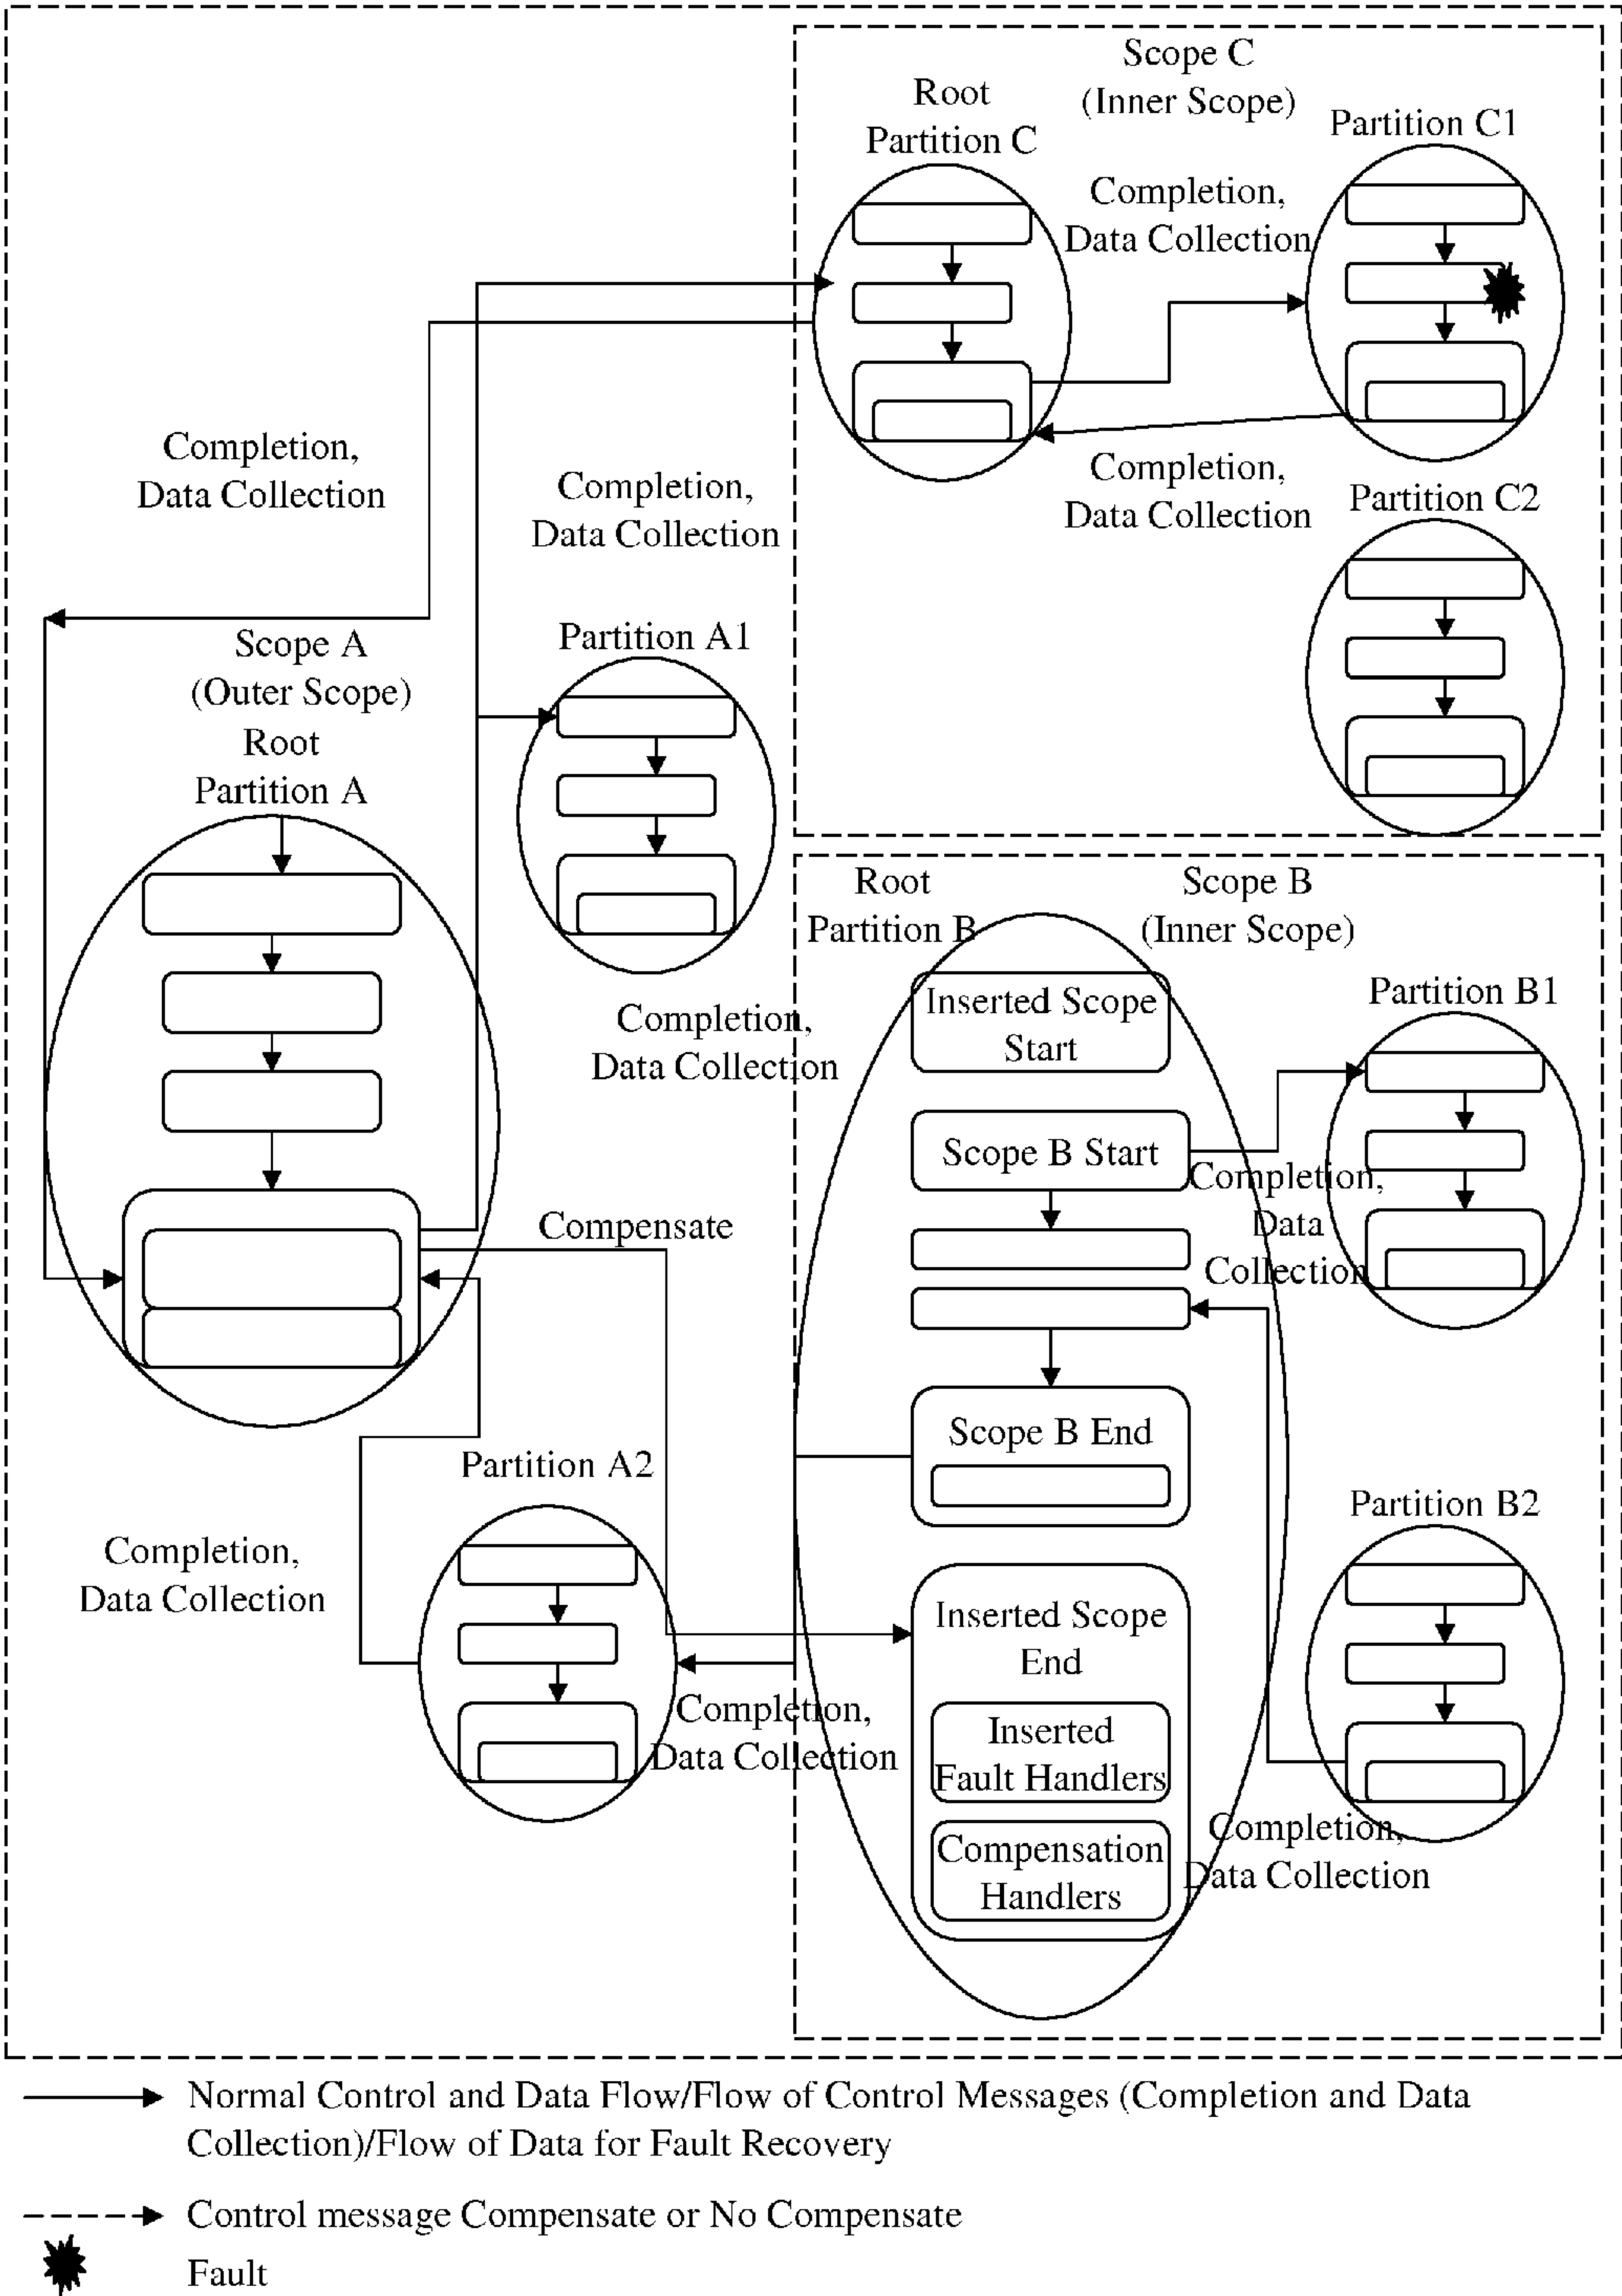 Scope C
(Inner Scope)
Root
Partition C
Partition C1
Completion,
Data Collection
Completion,
Data Collection
Completion,
Data Collection
Completion,
Data Collection
Partition C2
Scope A
(Outer Scope)
Root
Partition A
Partition A1
Root
Partition B
Scope B
(Inner Scope)
Inserted Scope
Start
Partition B1
Completion,
Data Collection
Scope B Start
Completion,
Data
Collection
Compensate
Scope B End
Partition A2
Partition B2
Completion,
Data Collection
Inserted Scope
End
Completion,
Data Collection
Inserted
Fault Handlers
Completion,
Data Collection
Compensation
Handlers
Normal Control and Data Flow/Flow of Control Messages (Completion and Data
Collection)/Flow of Data for Fault Recovery
Control message Compensate or No Compensate
Fault